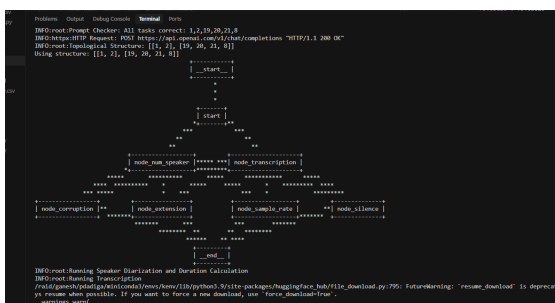 Problems Output Debug Console Terminal Ports
INFO:root:Prompt Checker: All tasks correct: 1,2,19,20,21,8
INFO:httpx:HTTP Request: POST https://api.openai.com/v1/chat/completions "HTTP/1.1 200 OK"
INFO:root:Topological Structure: [[1, 2], [19, 20, 21, 8]]
Using structure: [[1, 2], [19, 20, 21, 8]]
__start__
start
node_num_speaker node_transcription
node_corruption node_extension node_sample_rate node_silence
__end__
INFO:root:Running Speaker Diarization and Duration Calculation
INFO:root:Running Transcription
/raid/ganesh/pdadiga/miniconda3/envs/kenv/lib/python3.9/site-packages/huggingface_hub/file_download.py:795: FutureWarning: `resume_download` is deprecat
ys resume when possible. If you want to force a new download, use `force_download=True`.
warnings.warn(